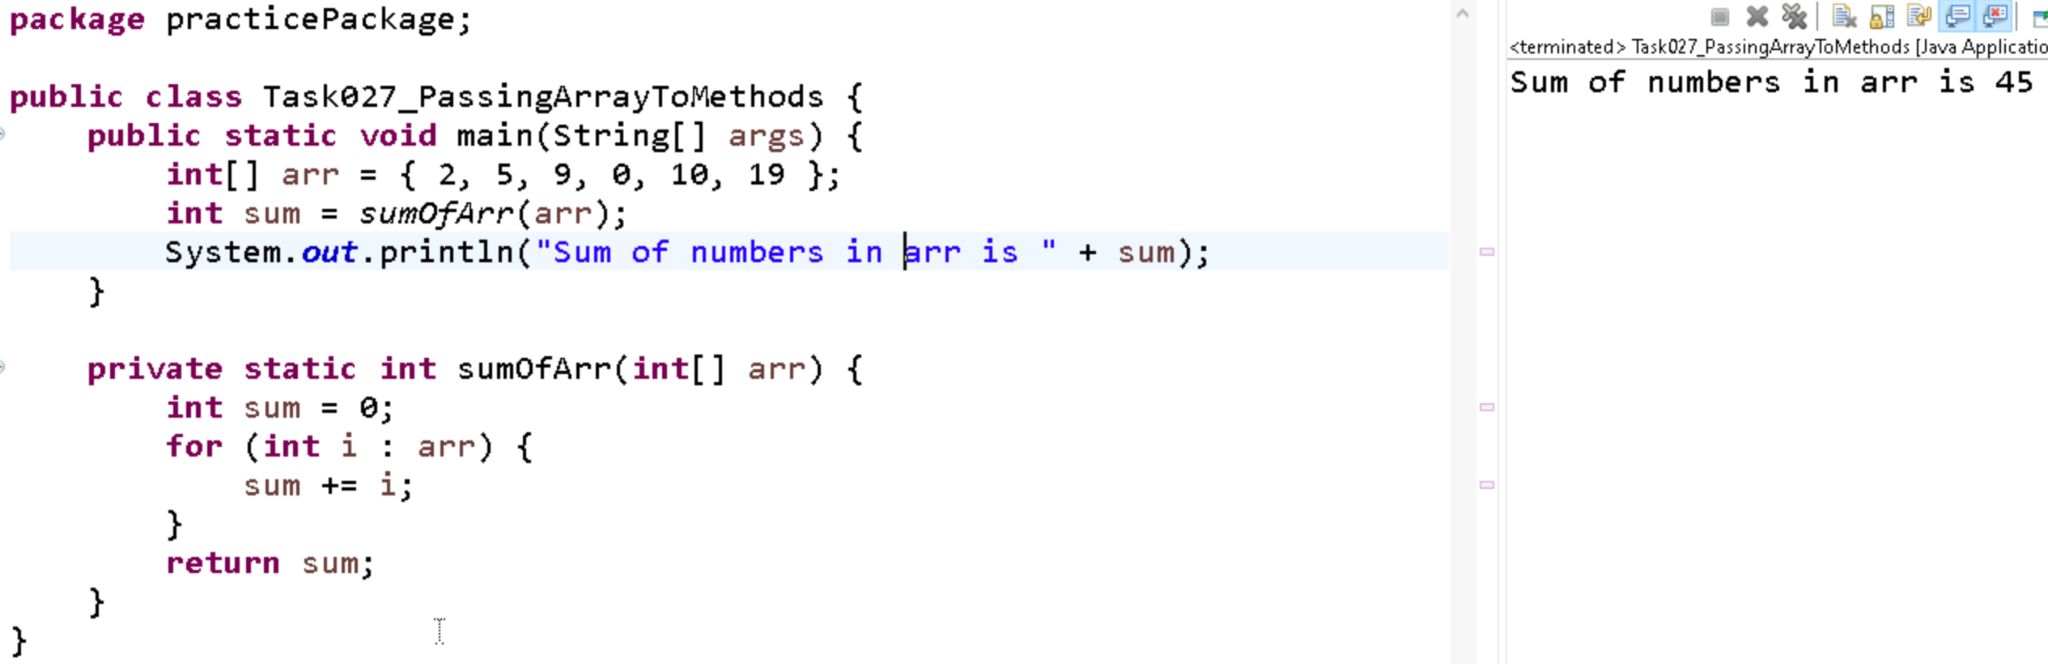 package practicePackage;
public class Task027_PassingArrayToMethods {
public static void main(String[] args) {
int[] arr = { 2, 5, 9, 0, 10, 19 };
int sum = sumOfArr(arr);
System.out.println("Sum of numbers in arr is " + sum);
}
private static int sumOfArr(int[] arr) {
int sum = 0;
for (int i : arr) {
sum += i;
}
return sum;
}
}
<terminated> Task027_PassingArrayToMethods [Java Applicatio
Sum of numbers in arr is 45